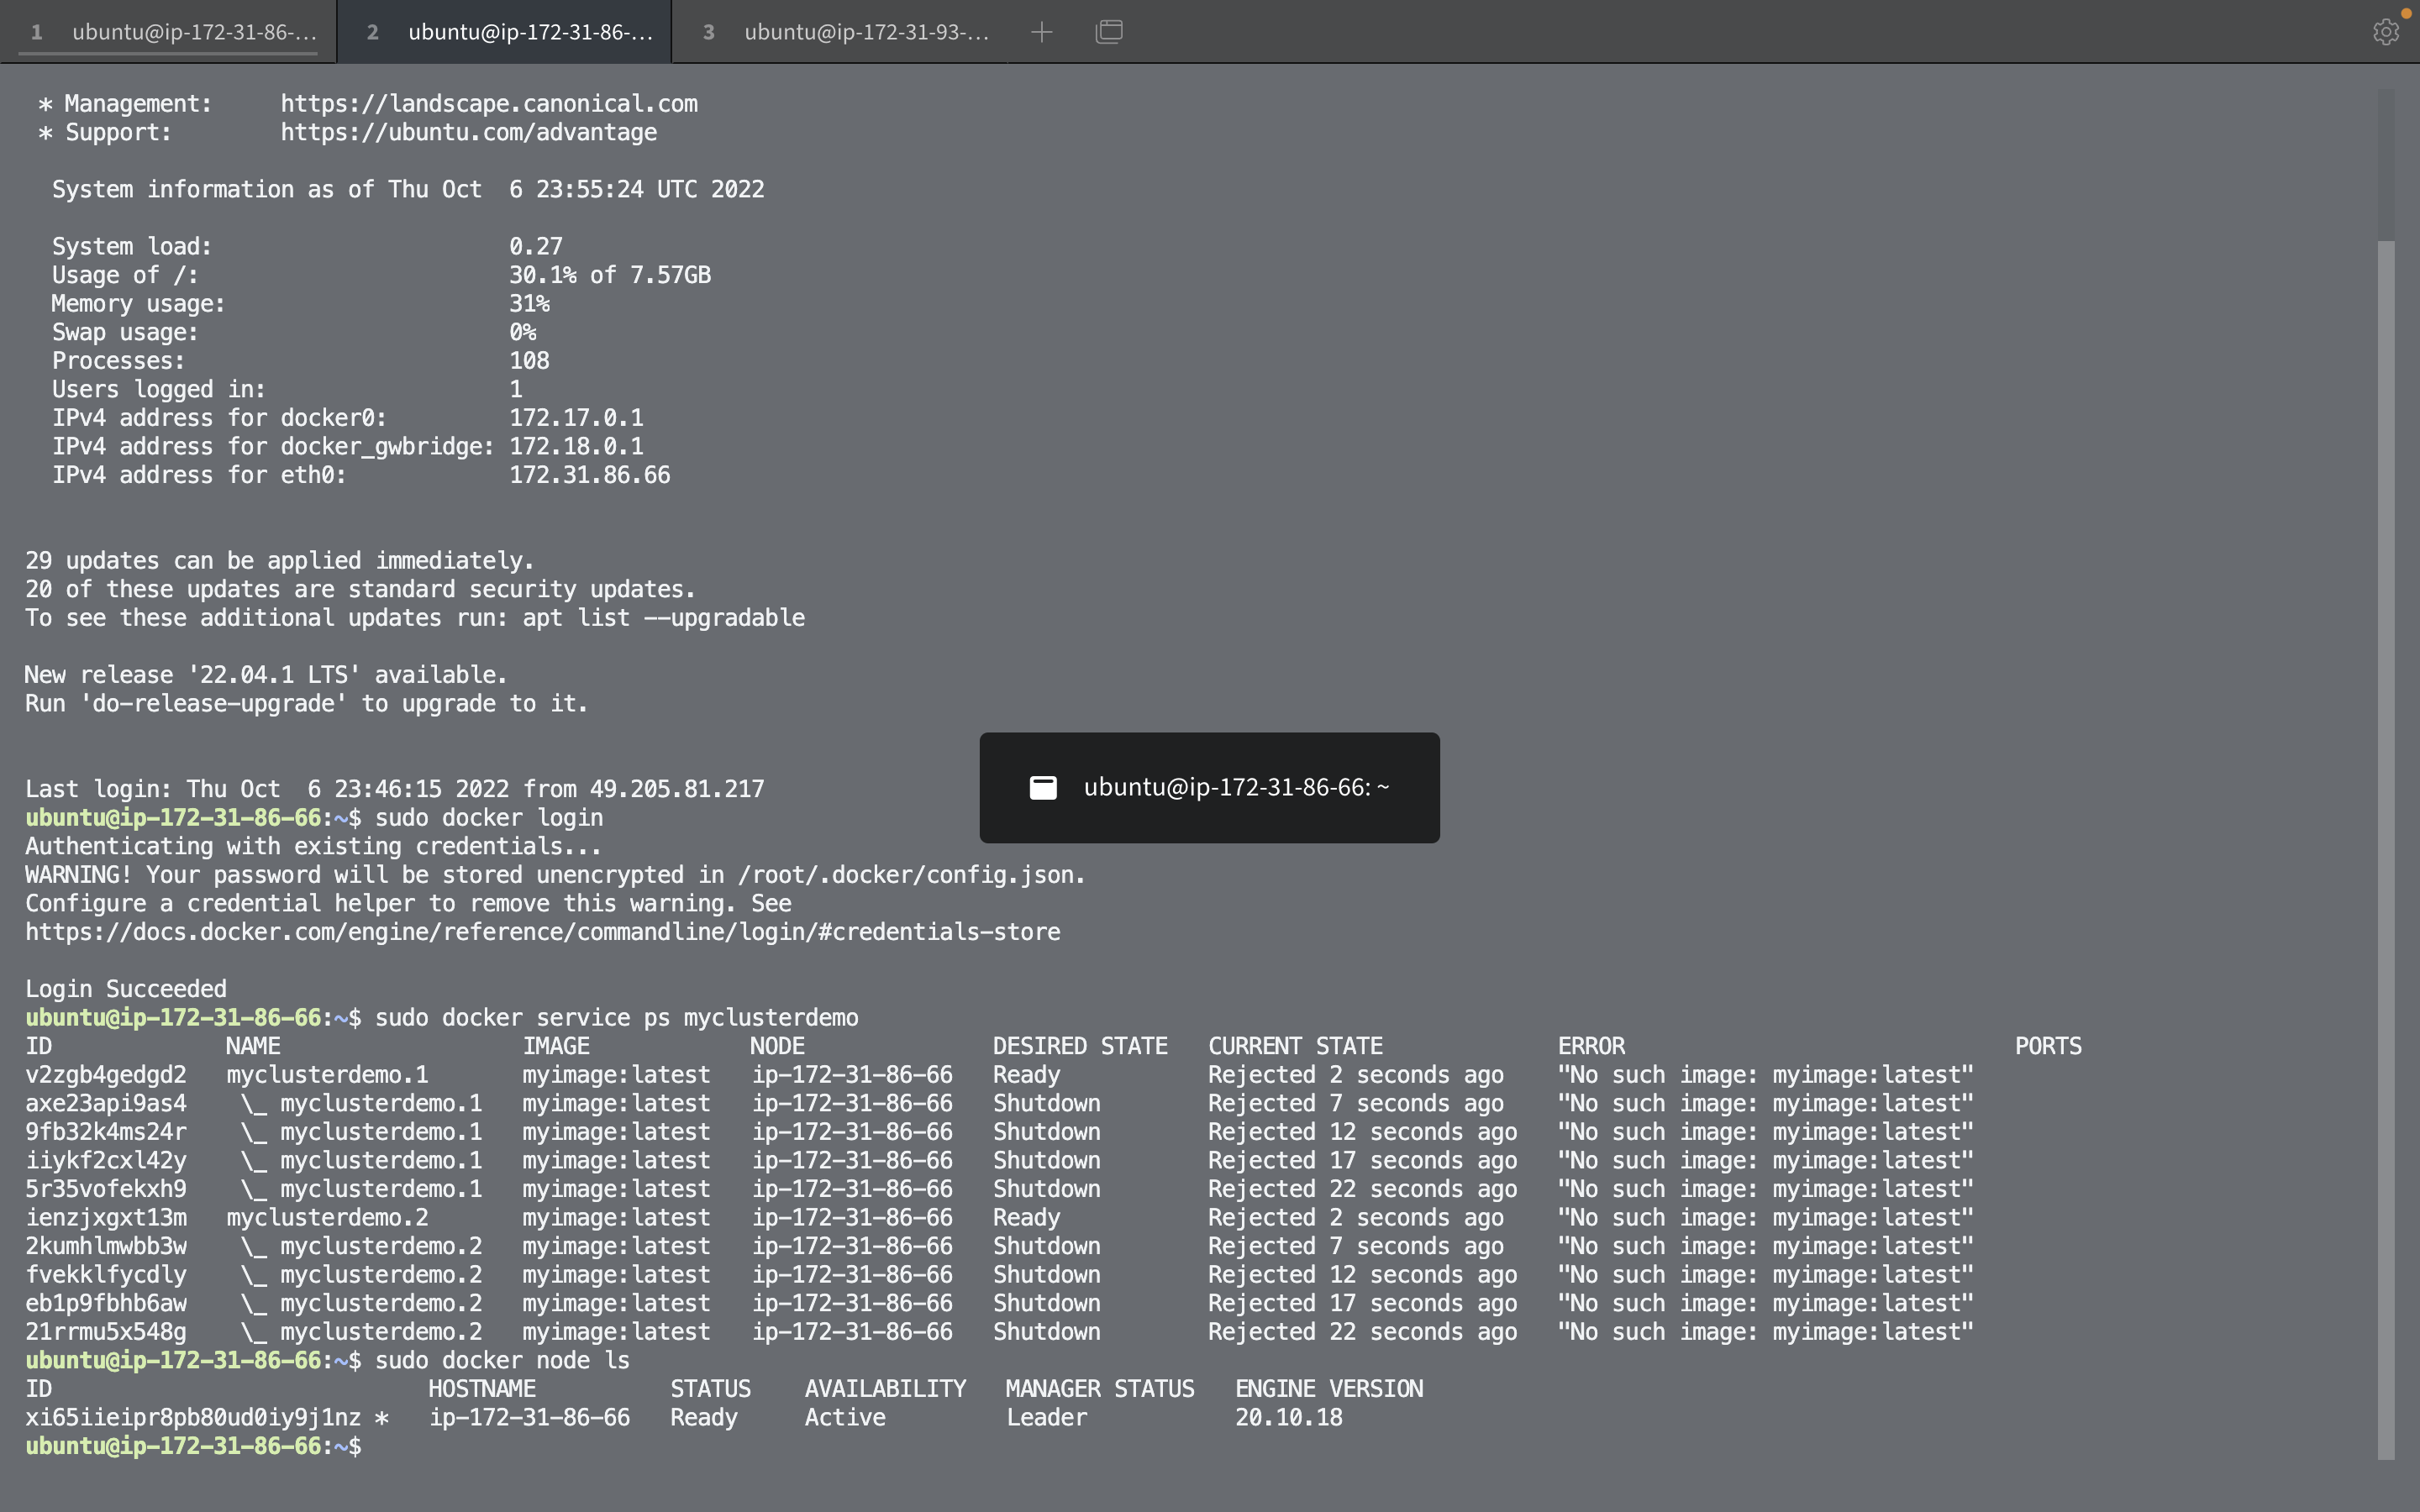 1 ubuntu@ip-172-31-86-... 2 ubuntu@ip-172-31-86-... 3 ubuntu@ip-172-31-93-...
* Management: https://landscape.canonical.com
* Support: https://ubuntu.com/advantage
System information as of Thu Oct  6 23:55:24 UTC 2022
System load: 0.27
Usage of /: 30.1% of 7.57GB
Memory usage: 31%
Swap usage: 0%
Processes: 108
Users logged in: 1
IPv4 address for docker0: 172.17.0.1
IPv4 address for docker_gwbridge: 172.18.0.1
IPv4 address for eth0: 172.31.86.66
29 updates can be applied immediately.
20 of these updates are standard security updates.
To see these additional updates run: apt list --upgradable
New release '22.04.1 LTS' available.
Run 'do-release-upgrade' to upgrade to it.
ubuntu@ip-172-31-86-66: ~
Last login: Thu Oct  6 23:46:15 2022 from 49.205.81.217
ubuntu@ip-172-31-86-66:~$ sudo docker login
Authenticating with existing credentials...
WARNING! Your password will be stored unencrypted in /root/.docker/config.json.
Configure a credential helper to remove this warning. See
https://docs.docker.com/engine/reference/commandline/login/#credentials-store
Login Succeeded
ubuntu@ip-172-31-86-66:~$ sudo docker service ps myclusterdemo
ID NAME IMAGE NODE DESIRED STATE CURRENT STATE ERROR PORTS
v2zgb4gedgd2 myclusterdemo.1 myimage:latest ip-172-31-86-66 Ready Rejected 2 seconds ago "No such image: myimage:latest"
axe23api9as4 \_ myclusterdemo.1 myimage:latest ip-172-31-86-66 Shutdown Rejected 7 seconds ago "No such image: myimage:latest"
9fb32k4ms24r \_ myclusterdemo.1 myimage:latest ip-172-31-86-66 Shutdown Rejected 12 seconds ago "No such image: myimage:latest"
iiykf2cxl42y \_ myclusterdemo.1 myimage:latest ip-172-31-86-66 Shutdown Rejected 17 seconds ago "No such image: myimage:latest"
5r35vofekxh9 \_ myclusterdemo.1 myimage:latest ip-172-31-86-66 Shutdown Rejected 22 seconds ago "No such image: myimage:latest"
ienzjxgxt13m myclusterdemo.2 myimage:latest ip-172-31-86-66 Ready Rejected 2 seconds ago "No such image: myimage:latest"
2kumhlmwbb3w \_ myclusterdemo.2 myimage:latest ip-172-31-86-66 Shutdown Rejected 7 seconds ago "No such image: myimage:latest"
fvekklfycdly \_ myclusterdemo.2 myimage:latest ip-172-31-86-66 Shutdown Rejected 12 seconds ago "No such image: myimage:latest"
eb1p9fbhb6aw \_ myclusterdemo.2 myimage:latest ip-172-31-86-66 Shutdown Rejected 17 seconds ago "No such image: myimage:latest"
21rrmu5x548g \_ myclusterdemo.2 myimage:latest ip-172-31-86-66 Shutdown Rejected 22 seconds ago "No such image: myimage:latest"
ubuntu@ip-172-31-86-66:~$ sudo docker node ls
ID HOSTNAME STATUS AVAILABILITY MANAGER STATUS ENGINE VERSION
xi65iieipr8pb80ud0iy9j1nz * ip-172-31-86-66 Ready Active Leader 20.10.18
ubuntu@ip-172-31-86-66:~$